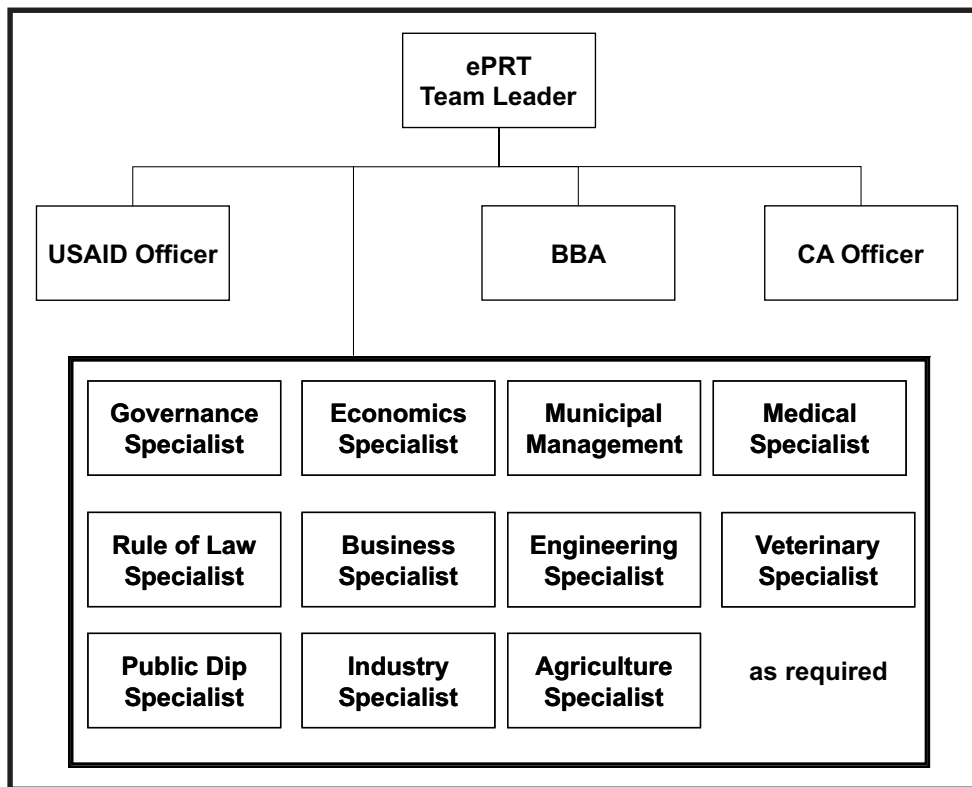 ePRT
Team Leader
USAID Officer
BBA
CA Officer
Governance
Specialist
Economics
Specialist
Municipal
Management
Medical
Specialist
Rule of Law
Specialist
Business
Specialist
Engineering
Specialist
Veterinary
Specialist
Public Dip
Specialist
Industry
Specialist
Agriculture
Specialist
as required